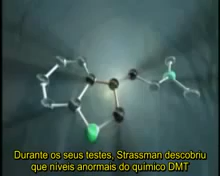 Durante os seus testes, Strassman descobriu
que níveis anormais do químico DMT